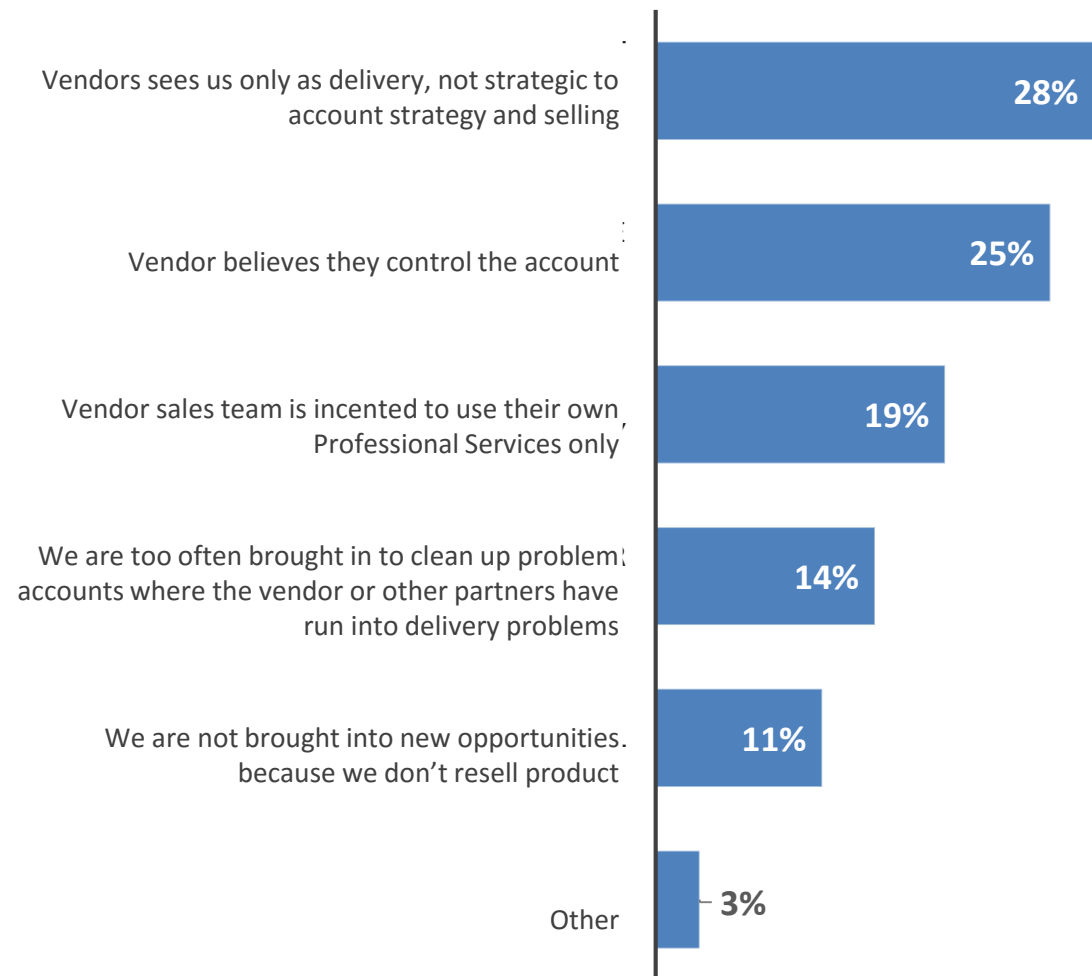 Vendors sees us only as delivery, not strategic to
account strategy and selling
28%
Vendor believes they control the account
25%
Vendor sales team is incented to use their own
Professional Services only
19%
We are too often brought in to clean up problem
accounts where the vendor or other partners have
run into delivery problems
14%
We are not brought into new opportunities
because we don’t resell product
11%
Other
3%